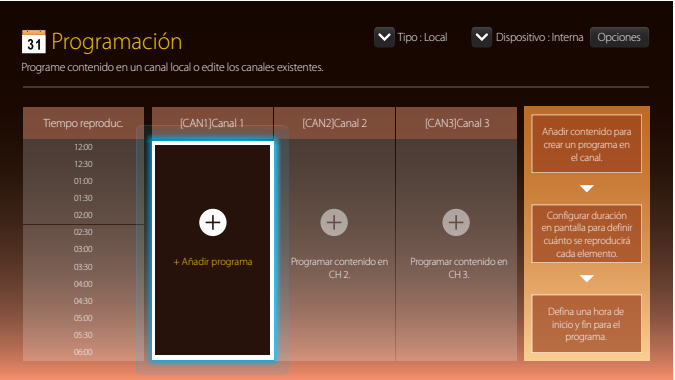 31 Programación
Tipo : Local
Dispositivo : Interna
Opciones
Programe contenido en un canal local o edite los canales existentes.
Tiempo reproduc.
[CAN1]Canal 1
[CAN2]Canal 2
[CAN3]Canal 3
12:00
12:30
01:00
01:30
02:00
02:30
03:00
03:30
04:00
04:30
05:00
05:30
06:00
+ Añadir programa
Programar contenido en
CH 2.
Programar contenido en
CH 3.
Añadir contenido para
crear un programa en
el canal.
Configurar duración
en pantalla para definir
cuánto se reproducirá
cada elemento.
Defina una hora de
inicio y fin para el
programa.